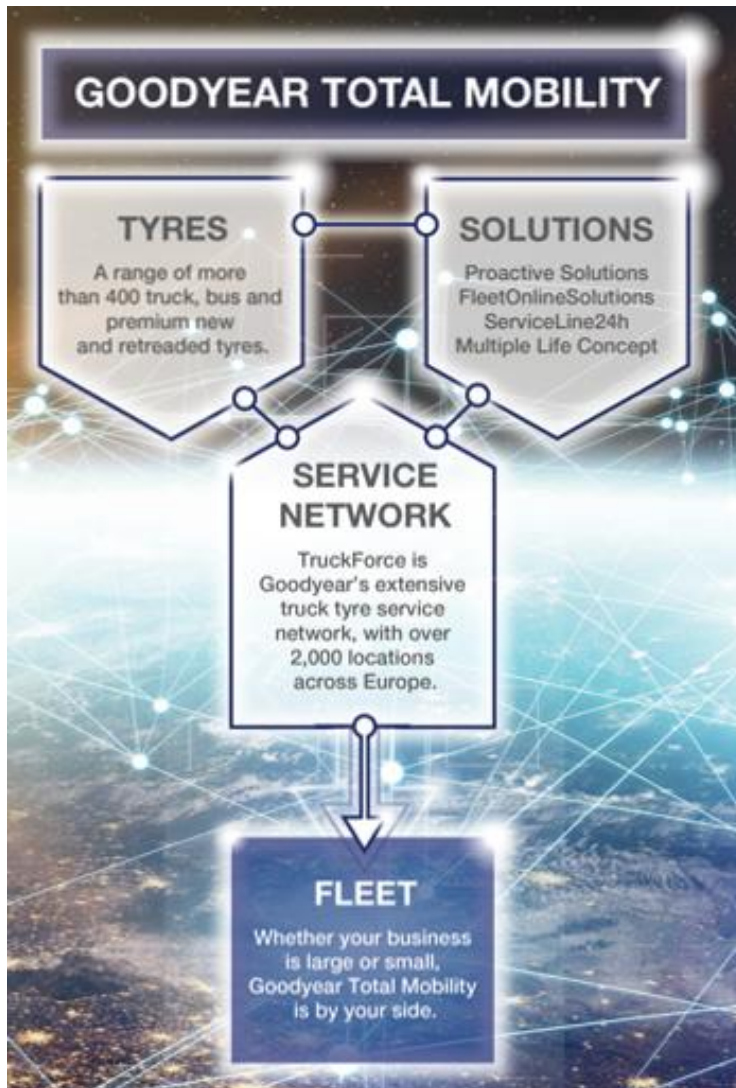 GOODYEAR TOTAL MOBILITY
TYRES
A range of more
than 400 truck, bus and
premium new
and retreaded tyres.
SOLUTIONS
Proactive Solutions
FleetOnlineSolutions
ServiceLine24h
Multiple Life Concept
SERVICE
NETWORK
TruckForce is
Goodyear's extensive
truck tyre service
network, with over
2,000 locations
across Europe.
FLEET
Whether your business
is large or small,
Goodyear Total Mobility
is by your side.